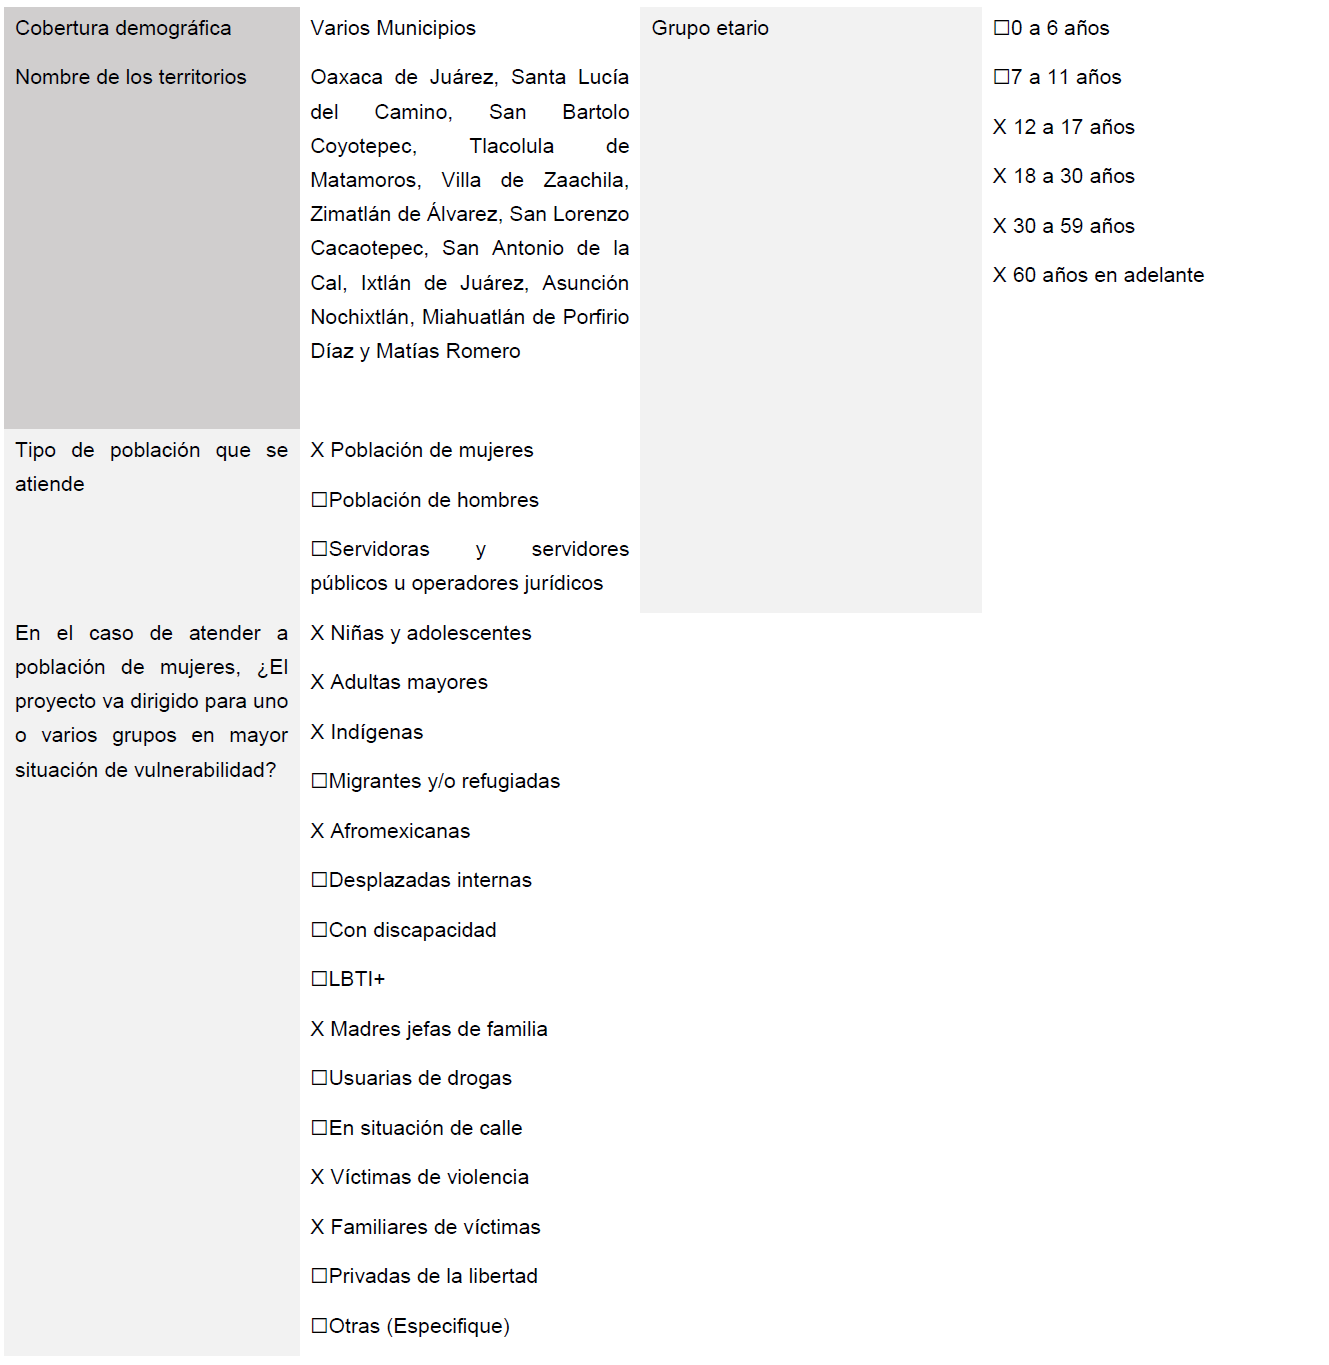 Cobertura demográfica
Nombre de los territorios
Varios Municipios
Oaxaca de Juárez, Santa Lucía
del Camino, San Bartolo
Coyotepec, Tlacolula de
Matamoros, Villa de Zaachila,
Zimatlán de Álvarez, San Lorenzo
Cacaotepec, San Antonio de la
Cal, Ixtlán de Juárez, Asunción
Nochixtlán, Miahuatlán de Porfirio
Díaz y Matías Romero
Grupo etario
☐0 a 6 años
☐7 a 11 años
X 12 a 17 años
X 18 a 30 años
X 30 a 59 años
X 60 años en adelante
Tipo de población que se
atiende
X Población de mujeres
☐Población de hombres
☐Servidoras y servidores
públicos u operadores jurídicos
En el caso de atender a
población de mujeres, ¿El
proyecto va dirigido para uno
o varios grupos en mayor
situación de vulnerabilidad?
X Niñas y adolescentes
X Adultas mayores
X Indígenas
☐Migrantes y/o refugiadas
X Afromexicanas
☐Desplazadas internas
☐Con discapacidad
☐LBTI+
X Madres jefas de familia
☐Usuarias de drogas
☐En situación de calle
X Víctimas de violencia
X Familiares de víctimas
☐Privadas de la libertad
☐Otras (Especifique)